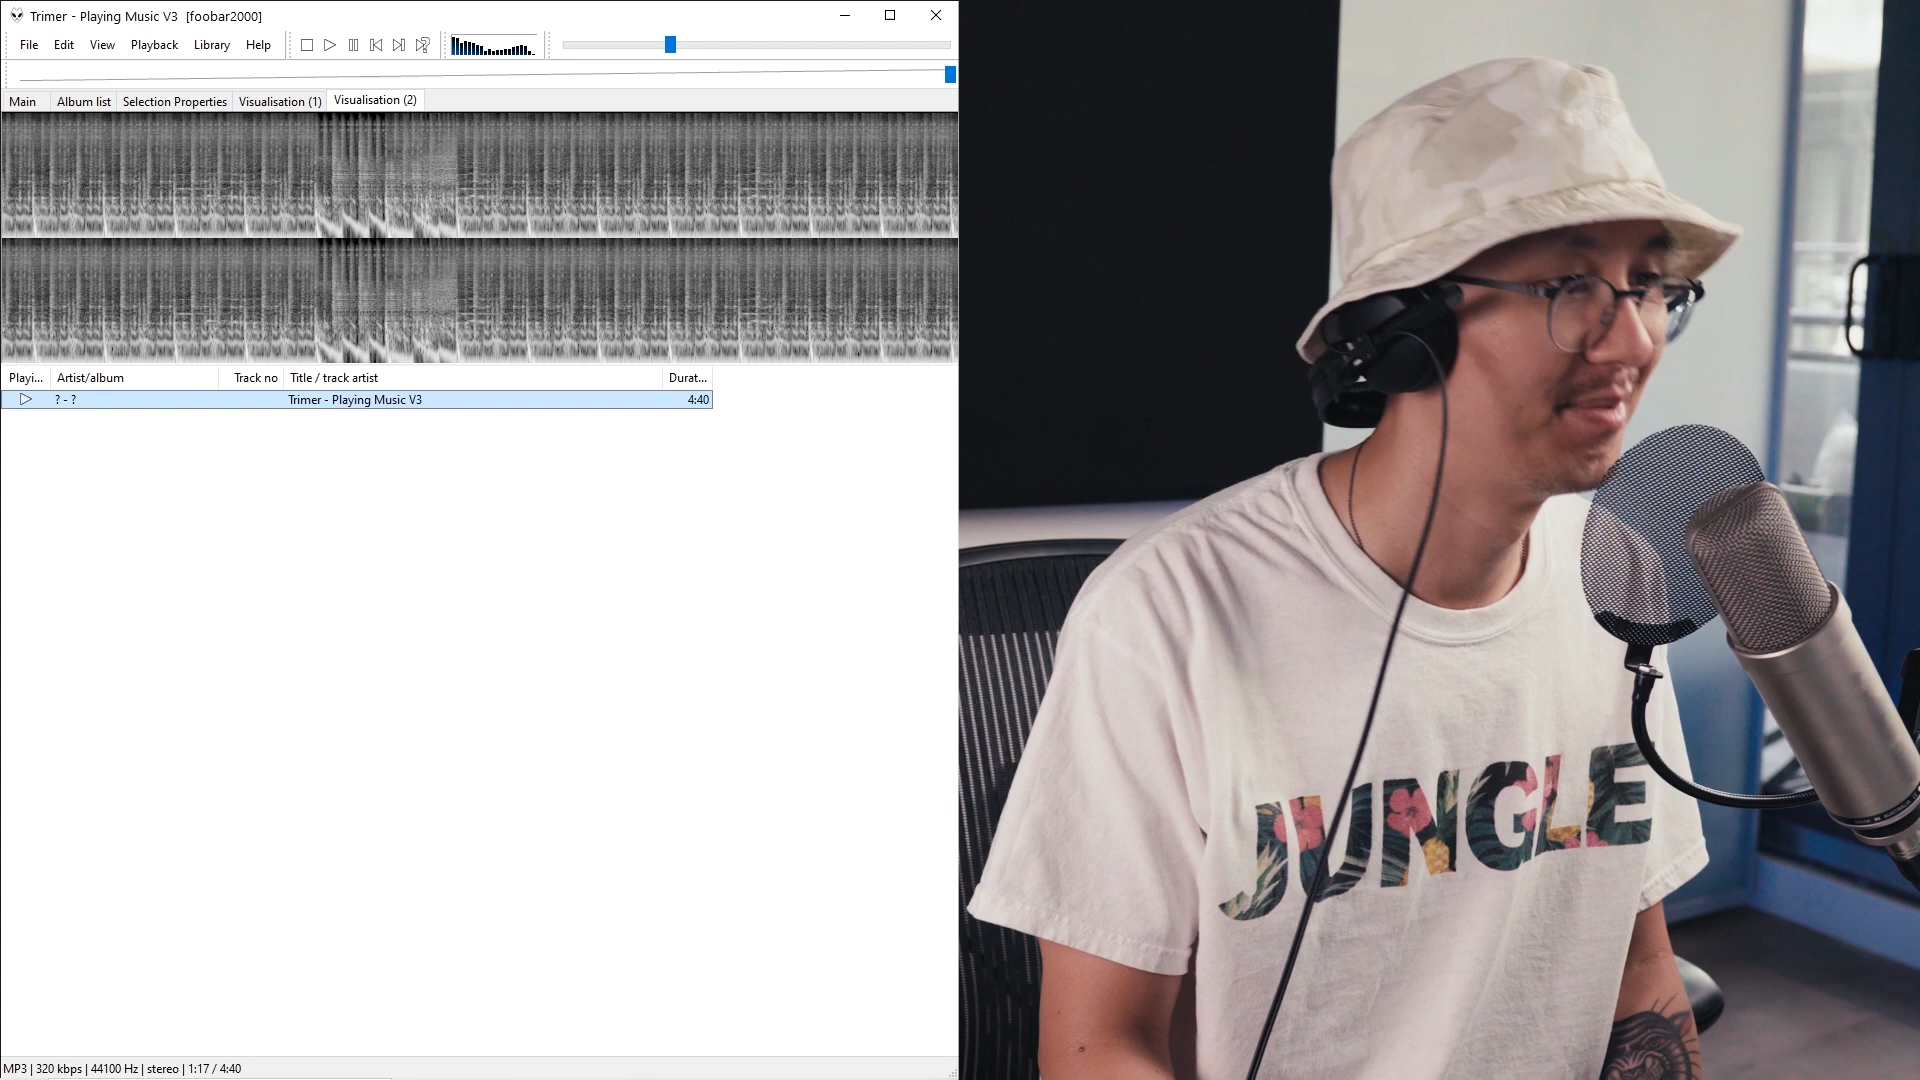 Trimer - Playing Music V3 [foobar2000]
File Edit View Playback Library Help
Main Album list Selection Properties Visualisation (1) Visualisation (2)
Playi... Artist/album Track no Title / track artist Durat...
? - ? Trimer - Playing Music V3 4:40
MP3 | 320 kbps | 44100 Hz | stereo | 1:17 / 4:40
JUNGLE